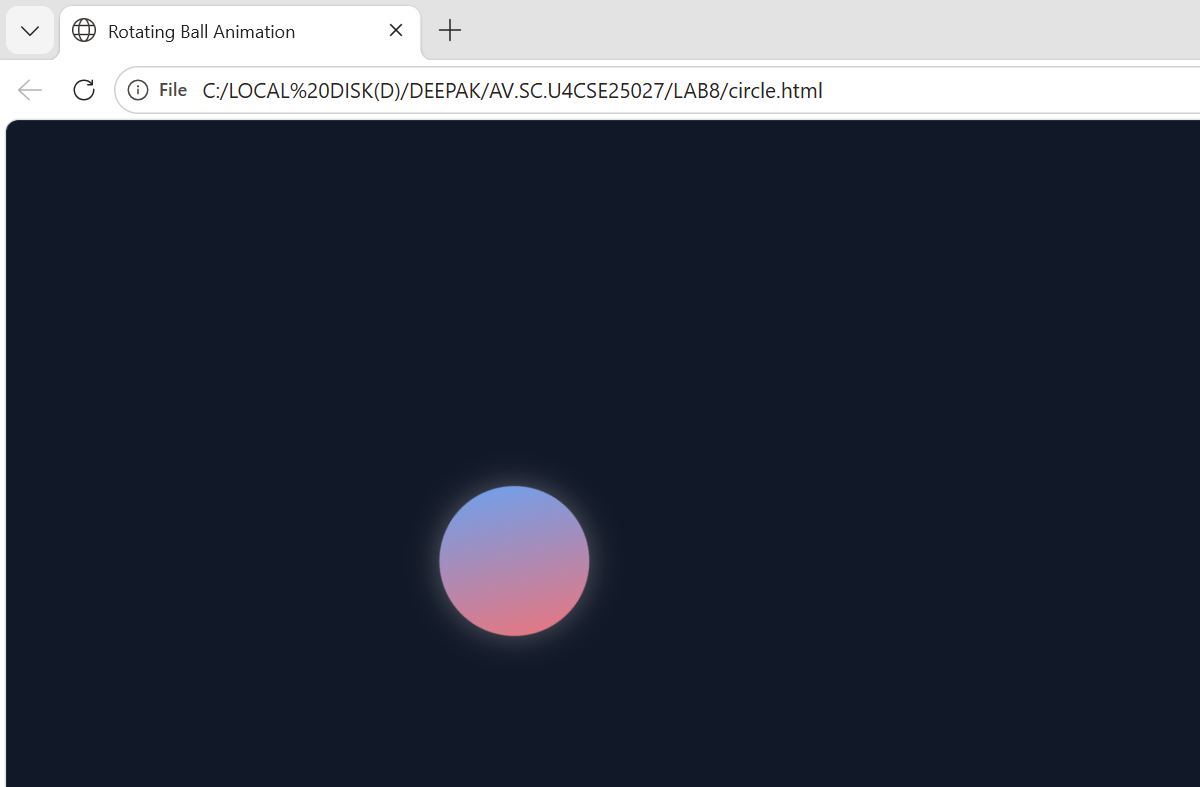 Rotating Ball Animation
File C:/LOCAL%20DISK(D)/DEEPAK/AV.SC.U4CSE25027/LAB8/circle.html